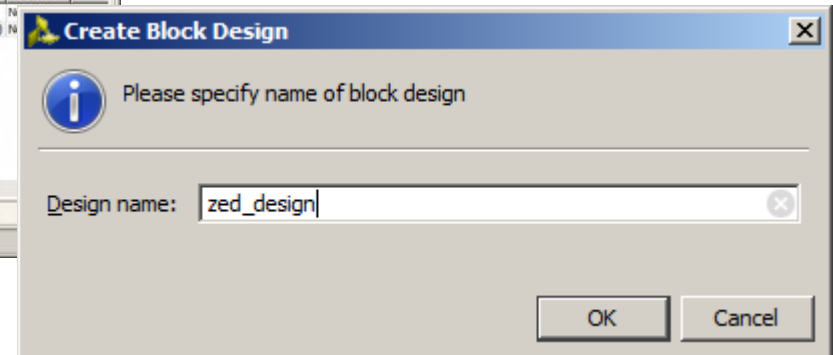 Create Block Design
Please specify name of block design
Design name: zed_design
OK Cancel